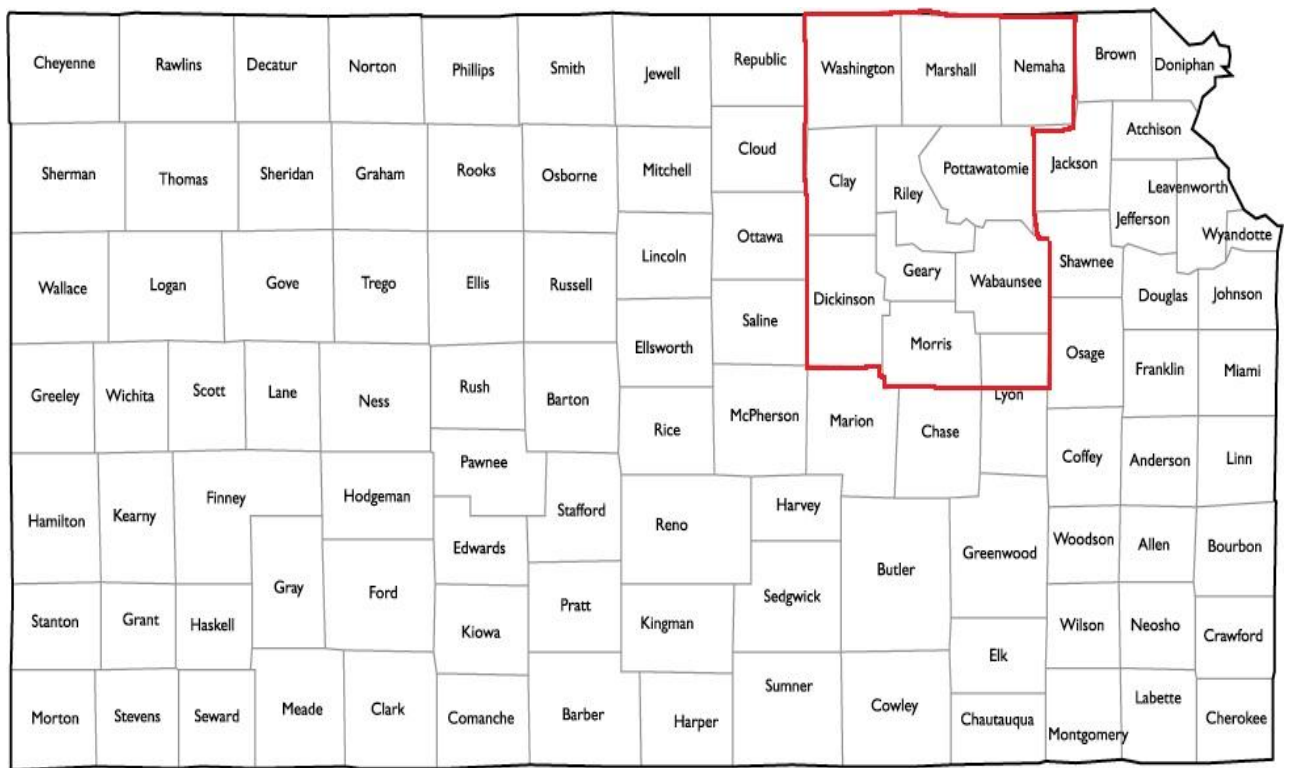 Cheyenne
Rawlins
Decatur
Norton
Phillips
Smith
Jewell
Republic
Washington
Marshall
Nemaha
Brown
Doniphan
Sherman
Thomas
Sheridan
Graham
Rooks
Osborne
Mitchell
Cloud
Clay
Riley
Pottawatomie
Jackson
Atchison
Leavenworth
Jefferson
Wyandotte
Wallace
Logan
Gove
Trego
Ellis
Russell
Lincoln
Ottawa
Saline
Dickinson
Geary
Wabaunsee
Shawnee
Douglas
Johnson
Greeley
Wichita
Scott
Lane
Ness
Rush
Barton
Ellsworth
Rice
McPherson
Marion
Morris
Chase
Lyon
Osage
Franklin
Miami
Hamilton
Kearny
Finney
Hodgeman
Pawnee
Stafford
Edwards
Reno
Harvey
Coffey
Anderson
Linn
Stanton
Grant
Haskell
Gray
Ford
Kiowa
Pratt
Kingman
Sedgwick
Butler
Greenwood
Woodson
Allen
Bourbon
Wilson
Neosho
Crawford
Morton
Stevens
Seward
Meade
Clark
Comanche
Barber
Harper
Sumner
Cowley
Elk
Chautauqua
Montgomery
Labette
Cherokee